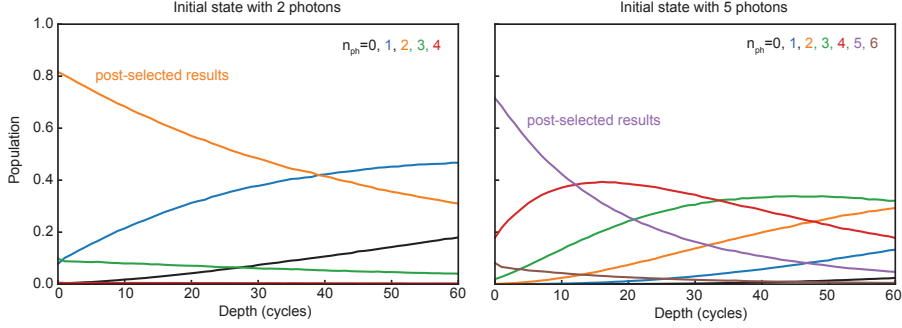 Initial state with 2 photons
n_ph=0, 1, 2, 3, 4
post-selected results
Population
1.0
0.8
0.6
0.4
0.2
0.0
0 10 20 30 40 50 60
Depth (cycles)
Initial state with 5 photons
n_ph=0, 1, 2, 3, 4, 5, 6
post-selected results
0 10 20 30 40 50 60
Depth (cycles)